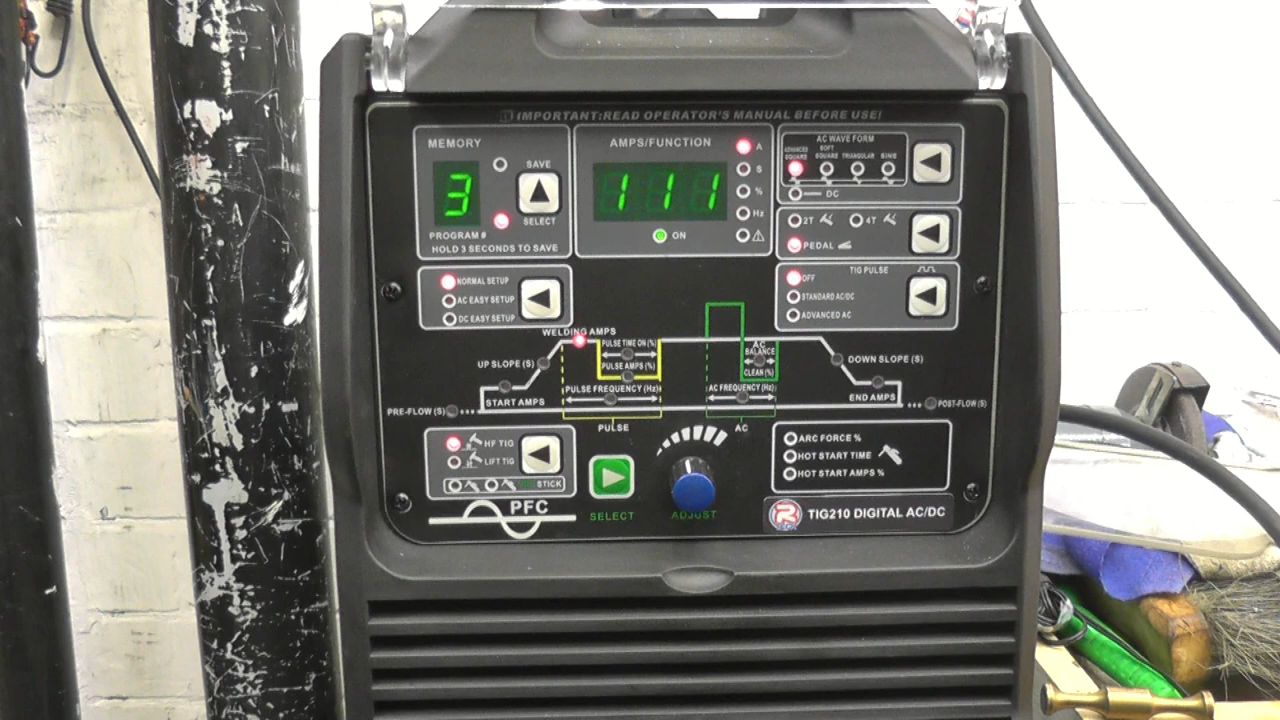 IMPORTANT:READ OPERATOR'S MANUAL BEFORE USE!
MEMORY
SAVE
3
SELECT
PROGRAM #
HOLD 3 SECONDS TO SAVE
AMPS/FUNCTION
A
S
%
Hz
111
ON
AC WAVE FORM
ADVANCED SQUARE
SOFT SQUARE
TRIANGULAR
SINE
DC
2T
4T
PEDAL
NORMAL SETUP
AC EASY SETUP
DC EASY SETUP
TIG PULSE
OFF
STANDARD AC/DC
ADVANCED AC
WELDING AMPS
UP SLOPE (S)
START AMPS
PRE-FLOW (S)
PULSE TIME ON (%)
PULSE AMPS (%)
PULSE FREQUENCY (Hz)
PULSE
AC
BALANCE
CLEAN (%)
AC FREQUENCY (Hz)
AC
DOWN SLOPE (S)
END AMPS
POST-FLOW (S)
HF TIG
LIFT TIG
STICK
PFC
SELECT
ADJUST
ARC FORCE %
HOT START TIME
HOT START AMPS %
R
TIG210 DIGITAL AC/DC